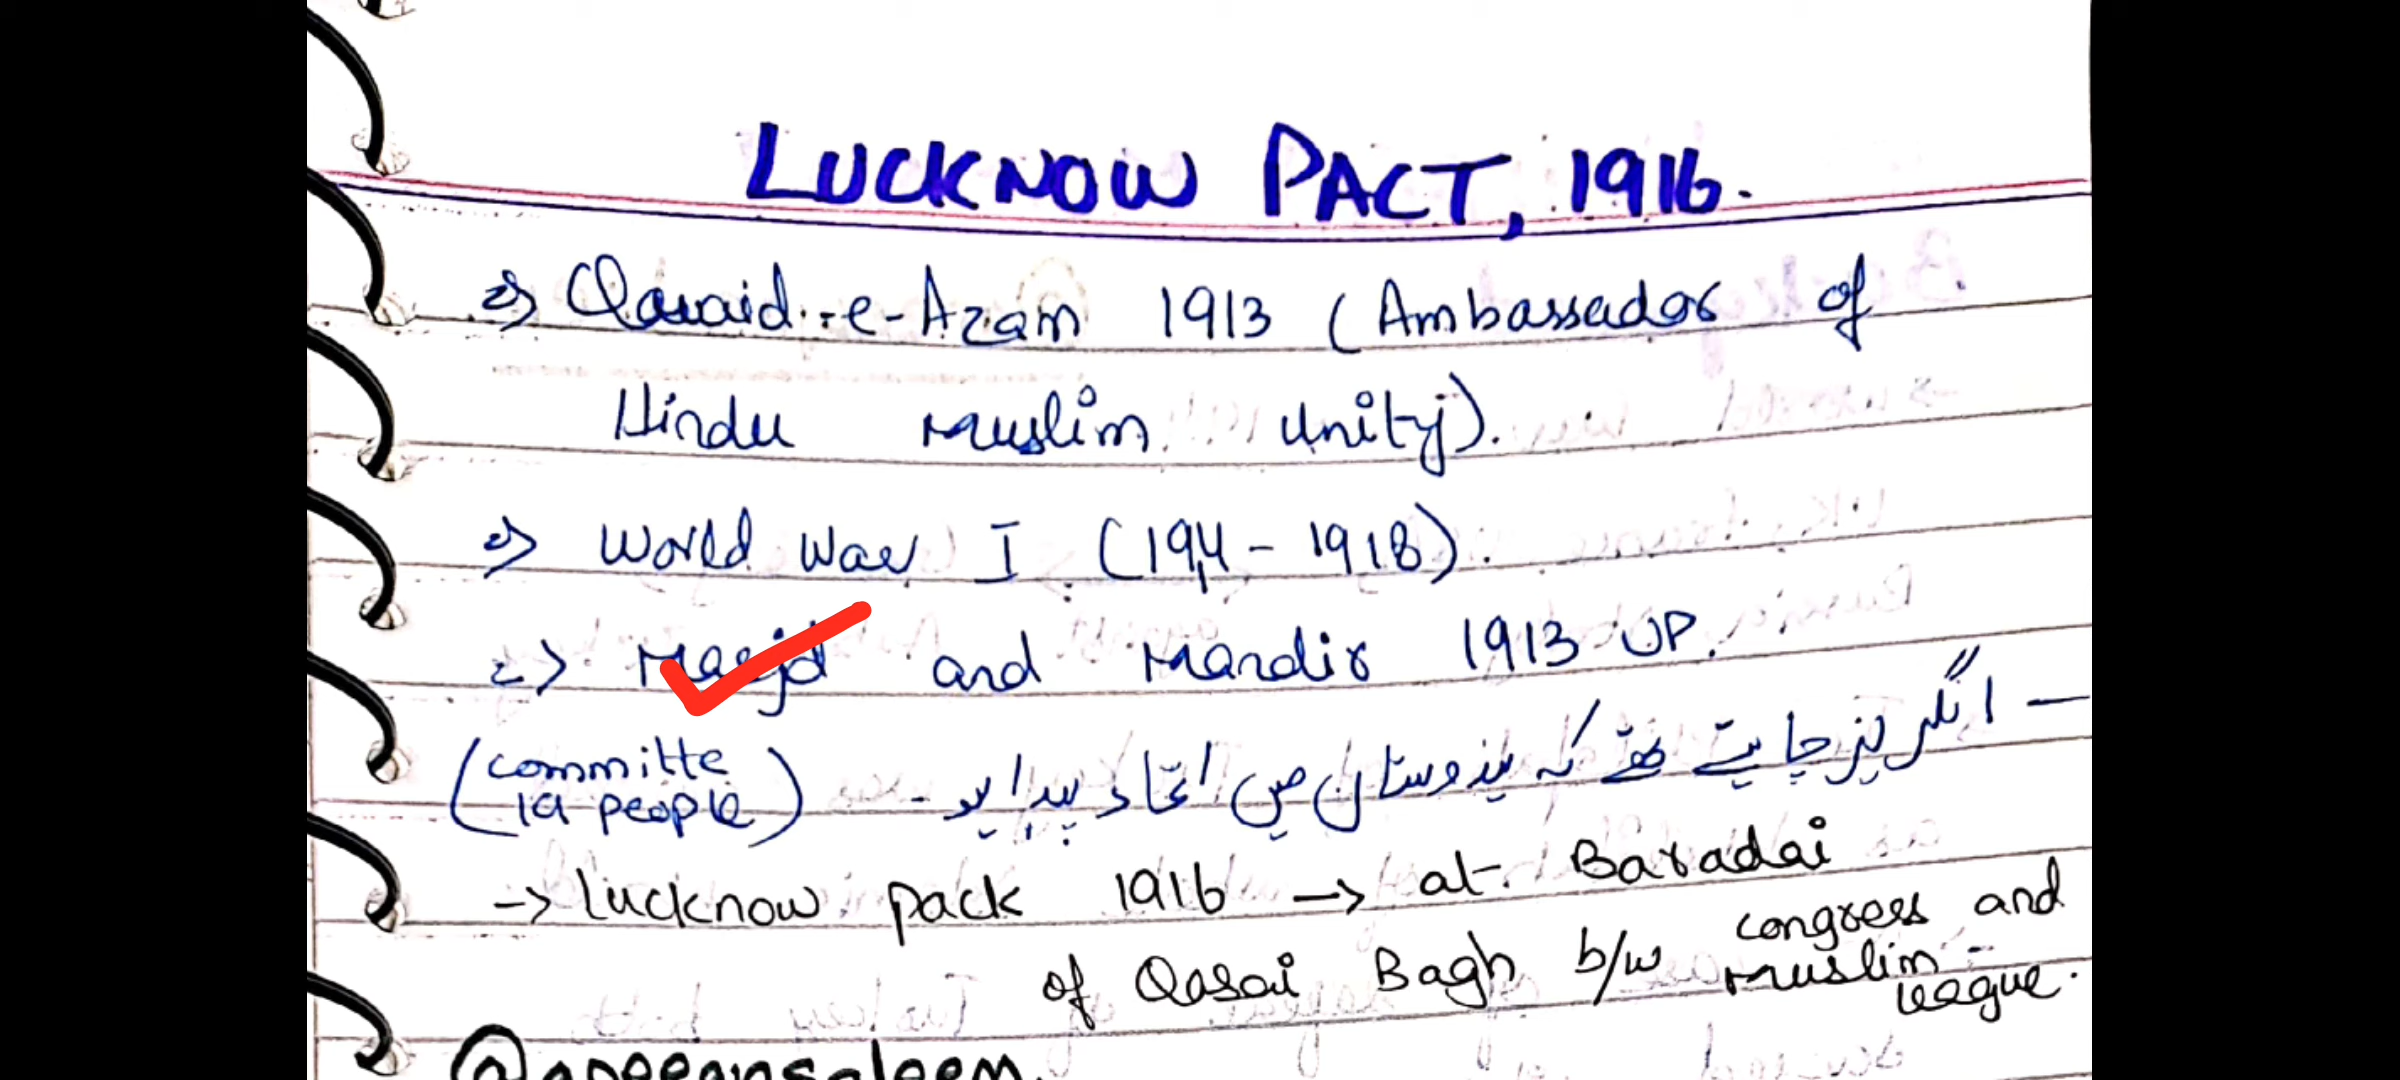 LUCKNOW PACT, 1916.
=> Quaid-e-Azam 1913 (Ambassador of
Hindu Muslim Unity).
=> World War I (1914 - 1918).
=> Masjd and Mandir 1913 UP.
— انگریز چاہتے تھے کہ ہندوستان میں اتحاد پیدا ہو -
(committe
19 people)
-> Lucknow pack 1916 -> at Baradai
of Qasai Bagh b/w congress and
Muslim league.